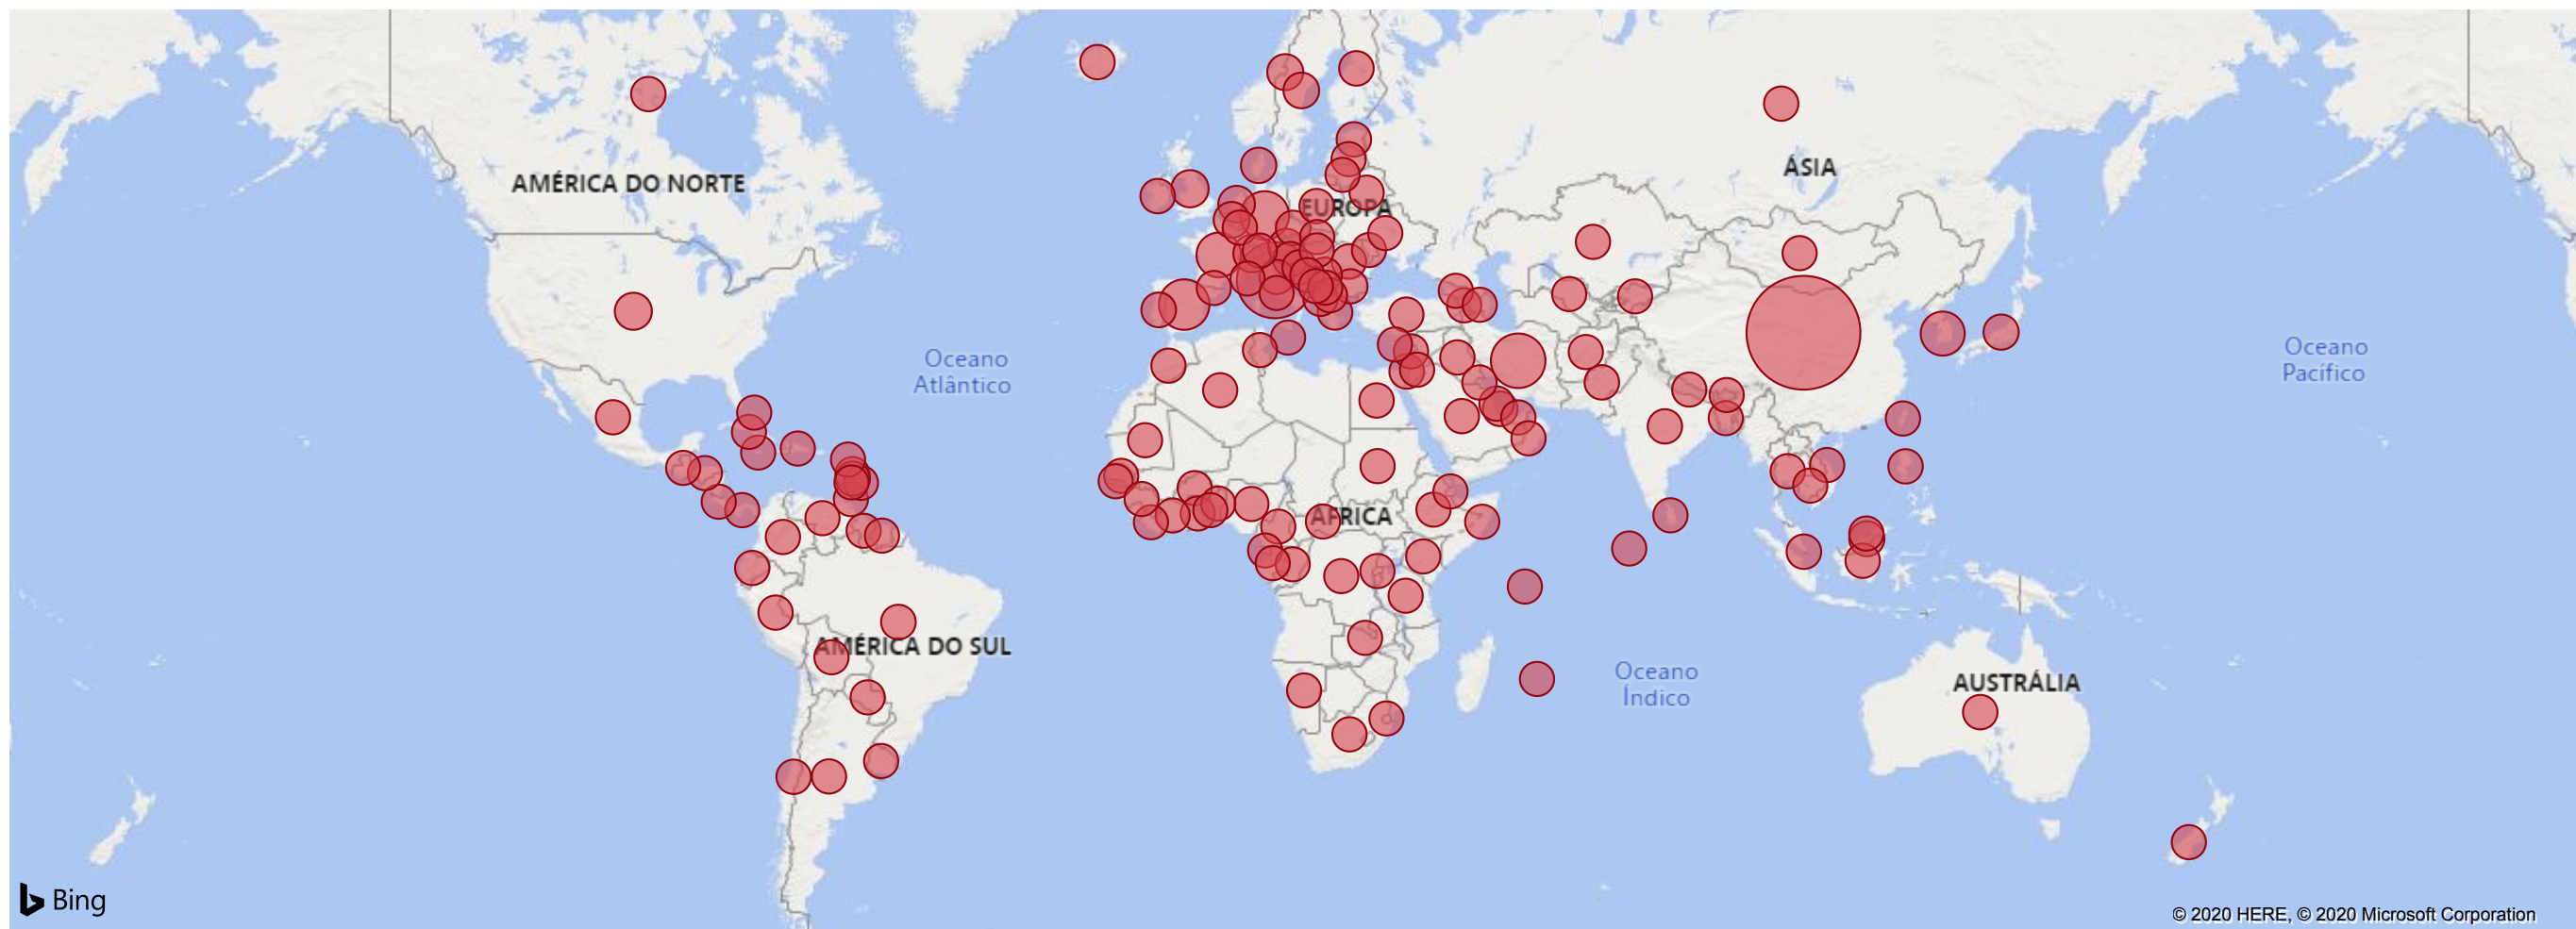 ÁSIA
AMÉRICA DO NORTE
EUROPA
Oceano
Atlântico
Oceano
Pacífico
ÁFRICA
AMÉRICA DO SUL
Oceano
Índico
AUSTRÁLIA
Bing
© 2020 HERE, © 2020 Microsoft Corporation